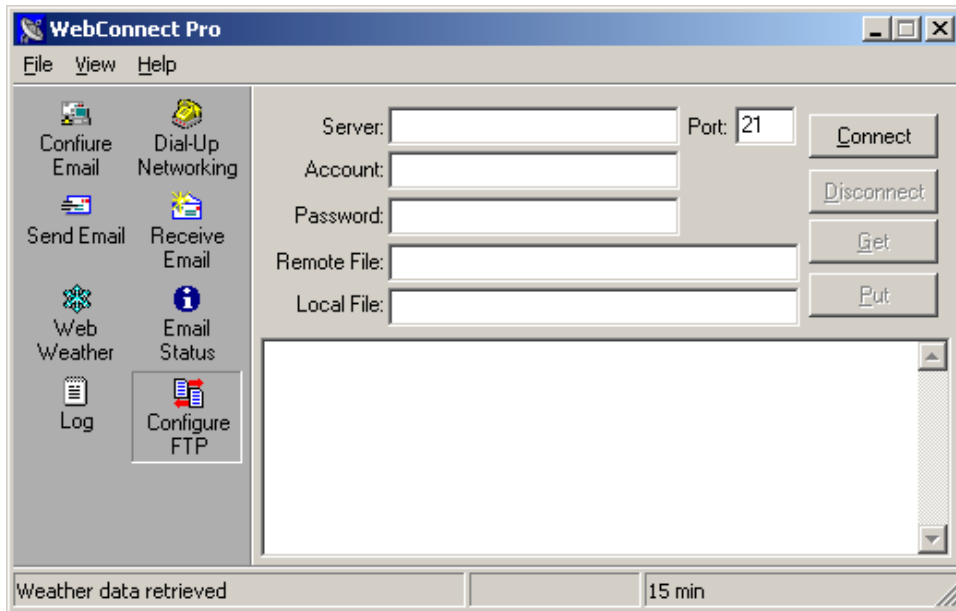 WebConnect Pro
File View Help
Confiure
Email
Dial-Up
Networking
Send Email
Receive
Email
Web
Weather
Email
Status
Log
Configure
FTP
Server:
Port: 21
Connect
Account:
Disconnect
Password:
Get
Remote File:
Put
Local File:
Weather data retrieved
15 min